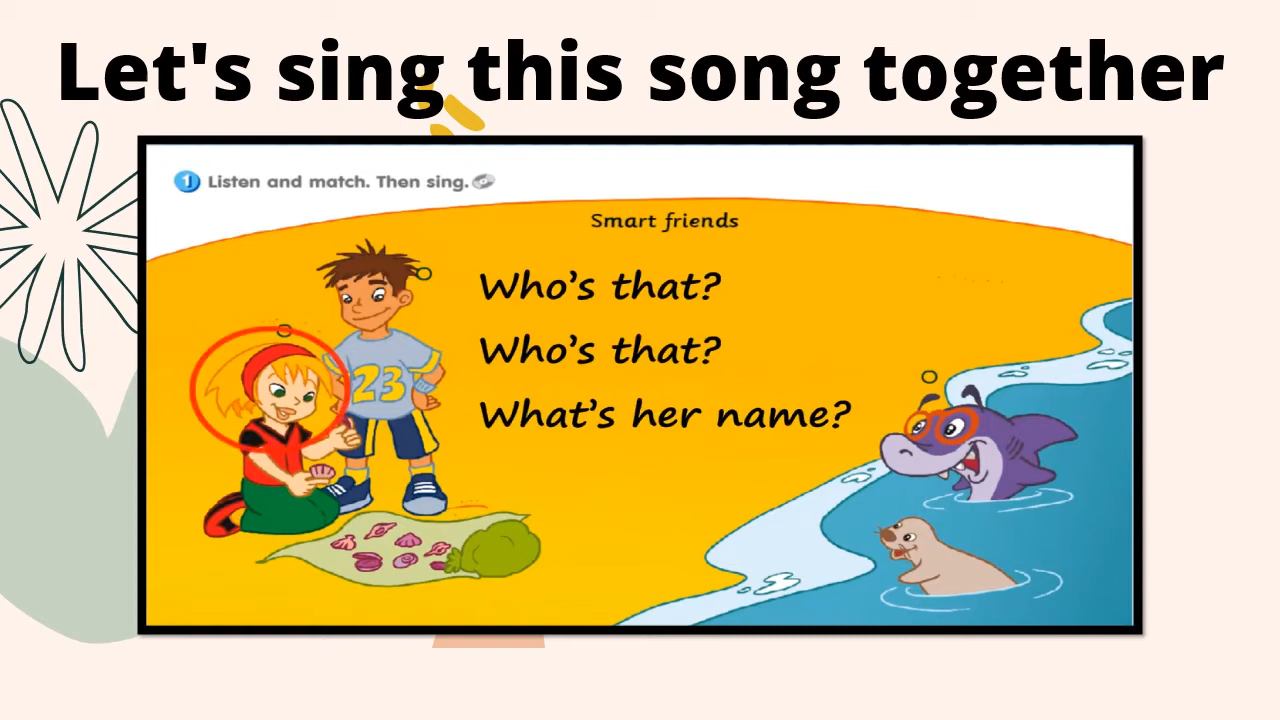 Let's sing this song together
1 Listen and match. Then sing.
Smart friends
Who's that?
Who's that?
What's her name?
23